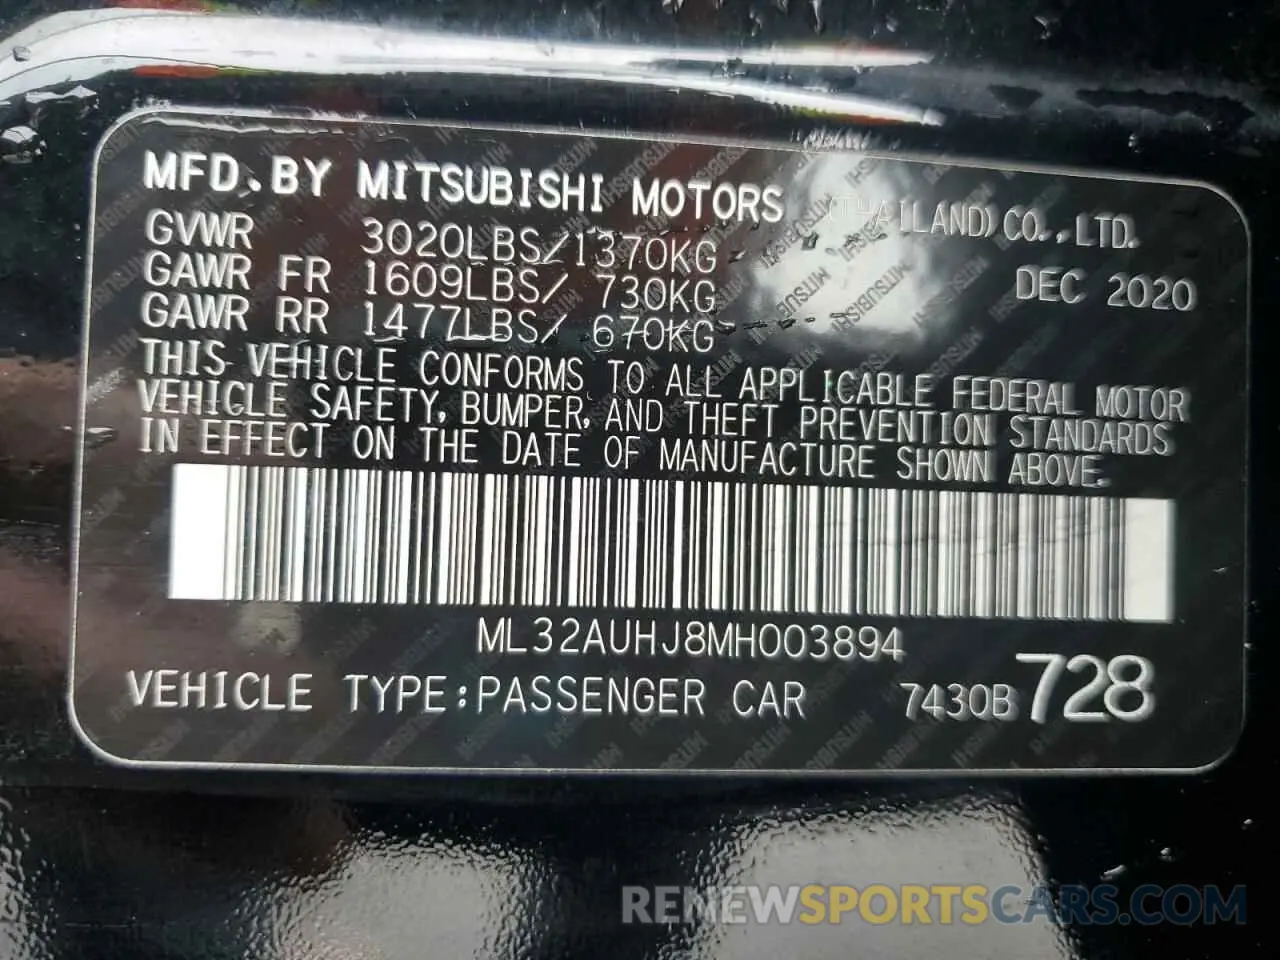 MFD.BY MITSUBISHI MOTORS (THAILAND)CO.,LTD.
GVWR 3020LBS/1370KG
GAWR FR 1609LBS/ 730KG DEC 2020
GAWR RR 1477LBS/ 670KG
THIS VEHICLE CONFORMS TO ALL APPLICABLE FEDERAL MOTOR
VEHICLE SAFETY, BUMPER, AND THEFT PREVENTION STANDARDS
IN EFFECT ON THE DATE OF MANUFACTURE SHOWN ABOVE.
ML32AUHJ8MH003894
VEHICLE TYPE:PASSENGER CAR 7430B728
RENEWSPORTSCARS.COM